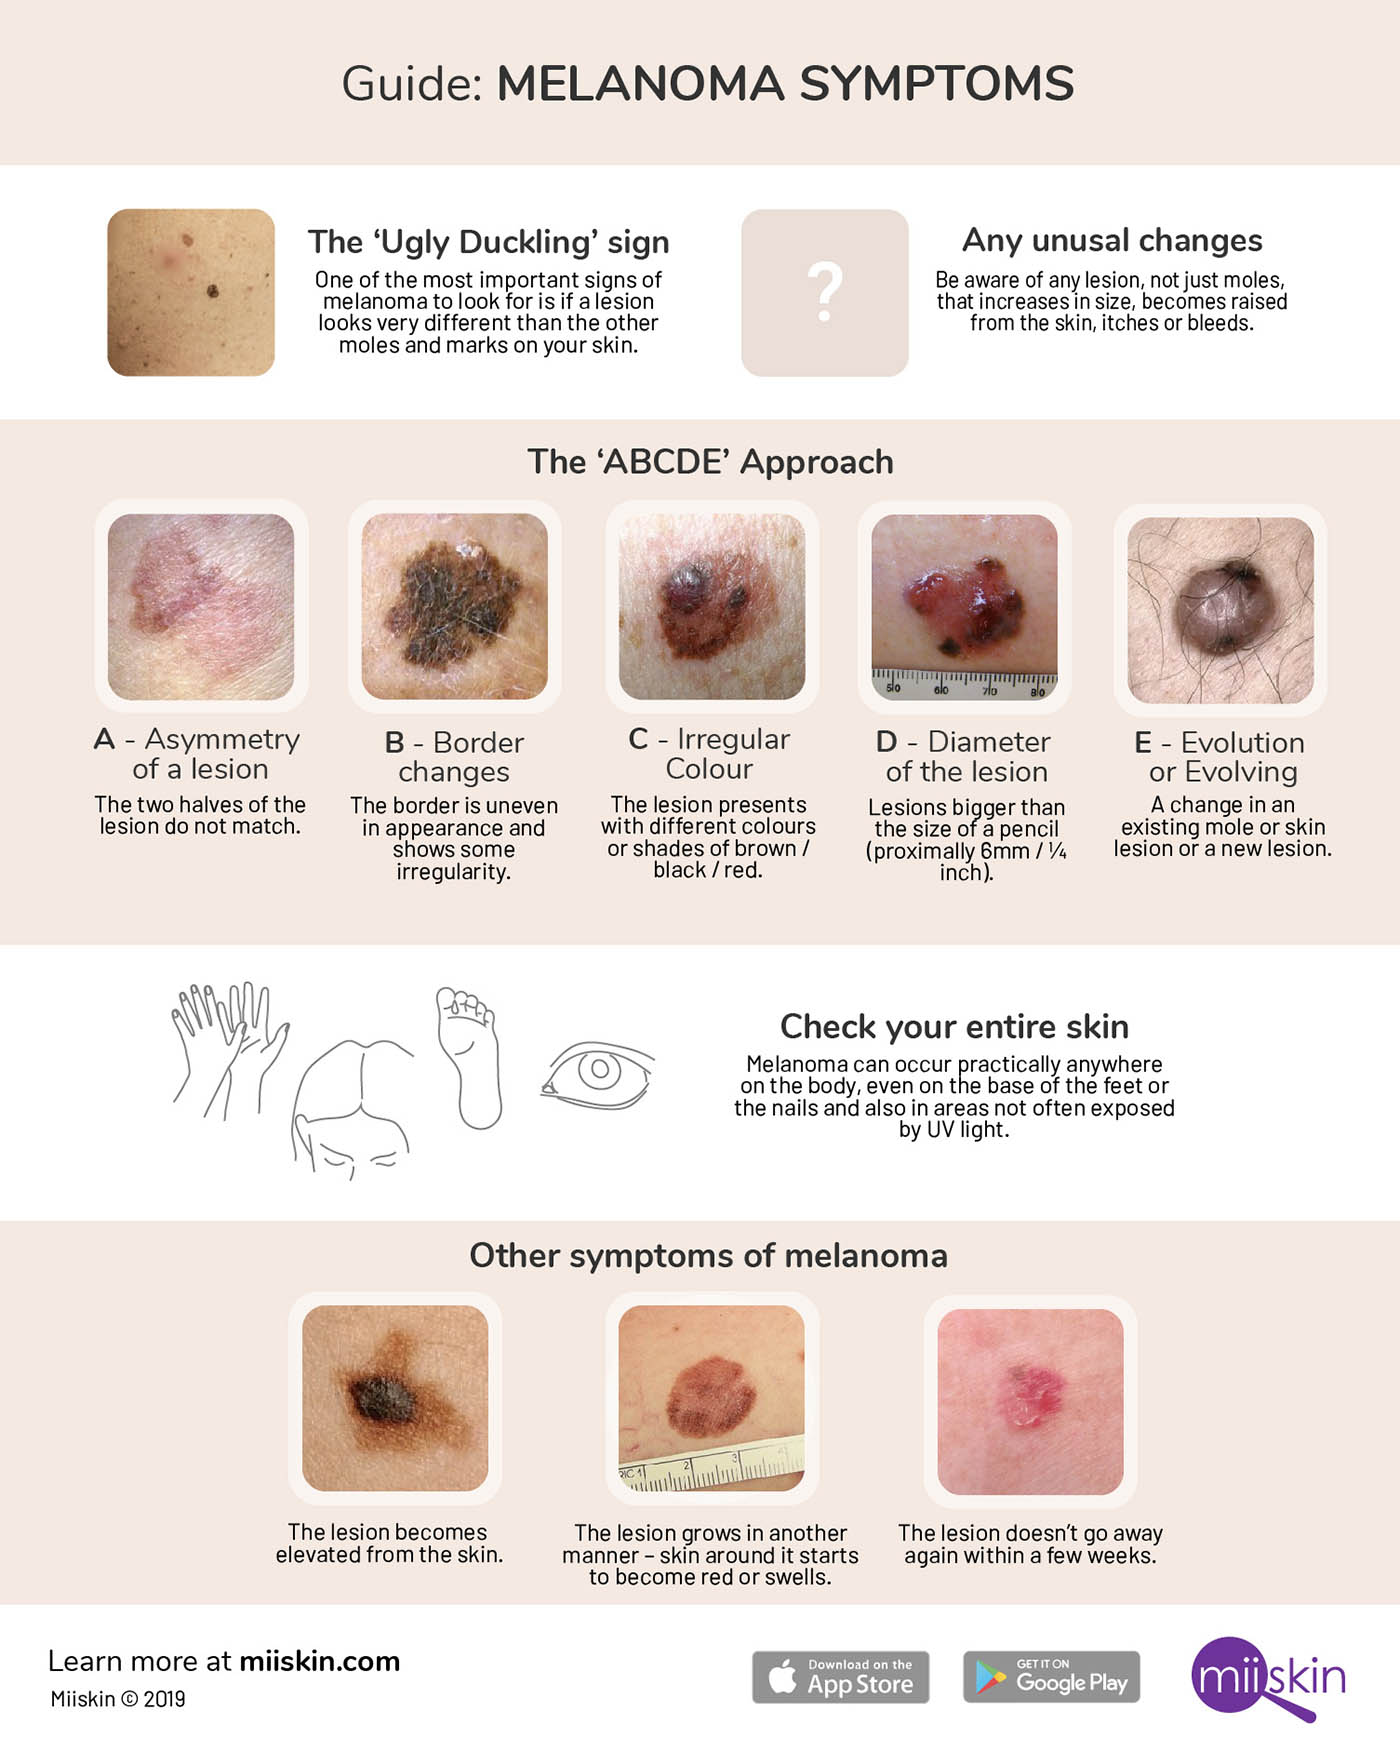 Guide: MELANOMA SYMPTOMS
The ‘Ugly Duckling’ sign
One of the most important signs of
melanoma to look for is if a lesion
looks very different than the other
moles and marks on your skin.
?
Any unusal changes
Be aware of any lesion, not just moles,
that increases in size, becomes raised
from the skin, itches or bleeds.
The ‘ABCDE’ Approach
50 60 70 80
A - Asymmetry
of a lesion
The two halves of the
lesion do not match.
B - Border
changes
The border is uneven
in appearance and
shows some
irregularity.
C - Irregular
Colour
The lesion presents
with different colours
or shades of brown /
black / red.
D - Diameter
of the lesion
Lesions bigger than
the size of a pencil
(proximally 6mm / ¼
inch).
E - Evolution
or Evolving
A change in an
existing mole or skin
lesion or a new lesion.
Check your entire skin
Melanoma can occur practically anywhere
on the body, even on the base of the feet or
the nails and also in areas not often exposed
by UV light.
Other symptoms of melanoma
RIC 1 2 3 4
The lesion becomes
elevated from the skin.
The lesion grows in another
manner – skin around it starts
to become red or swells.
The lesion doesn’t go away
again within a few weeks.
Learn more at miiskin.com
Miiskin © 2019
Download on the
App Store
GET IT ON
Google Play
miiskin